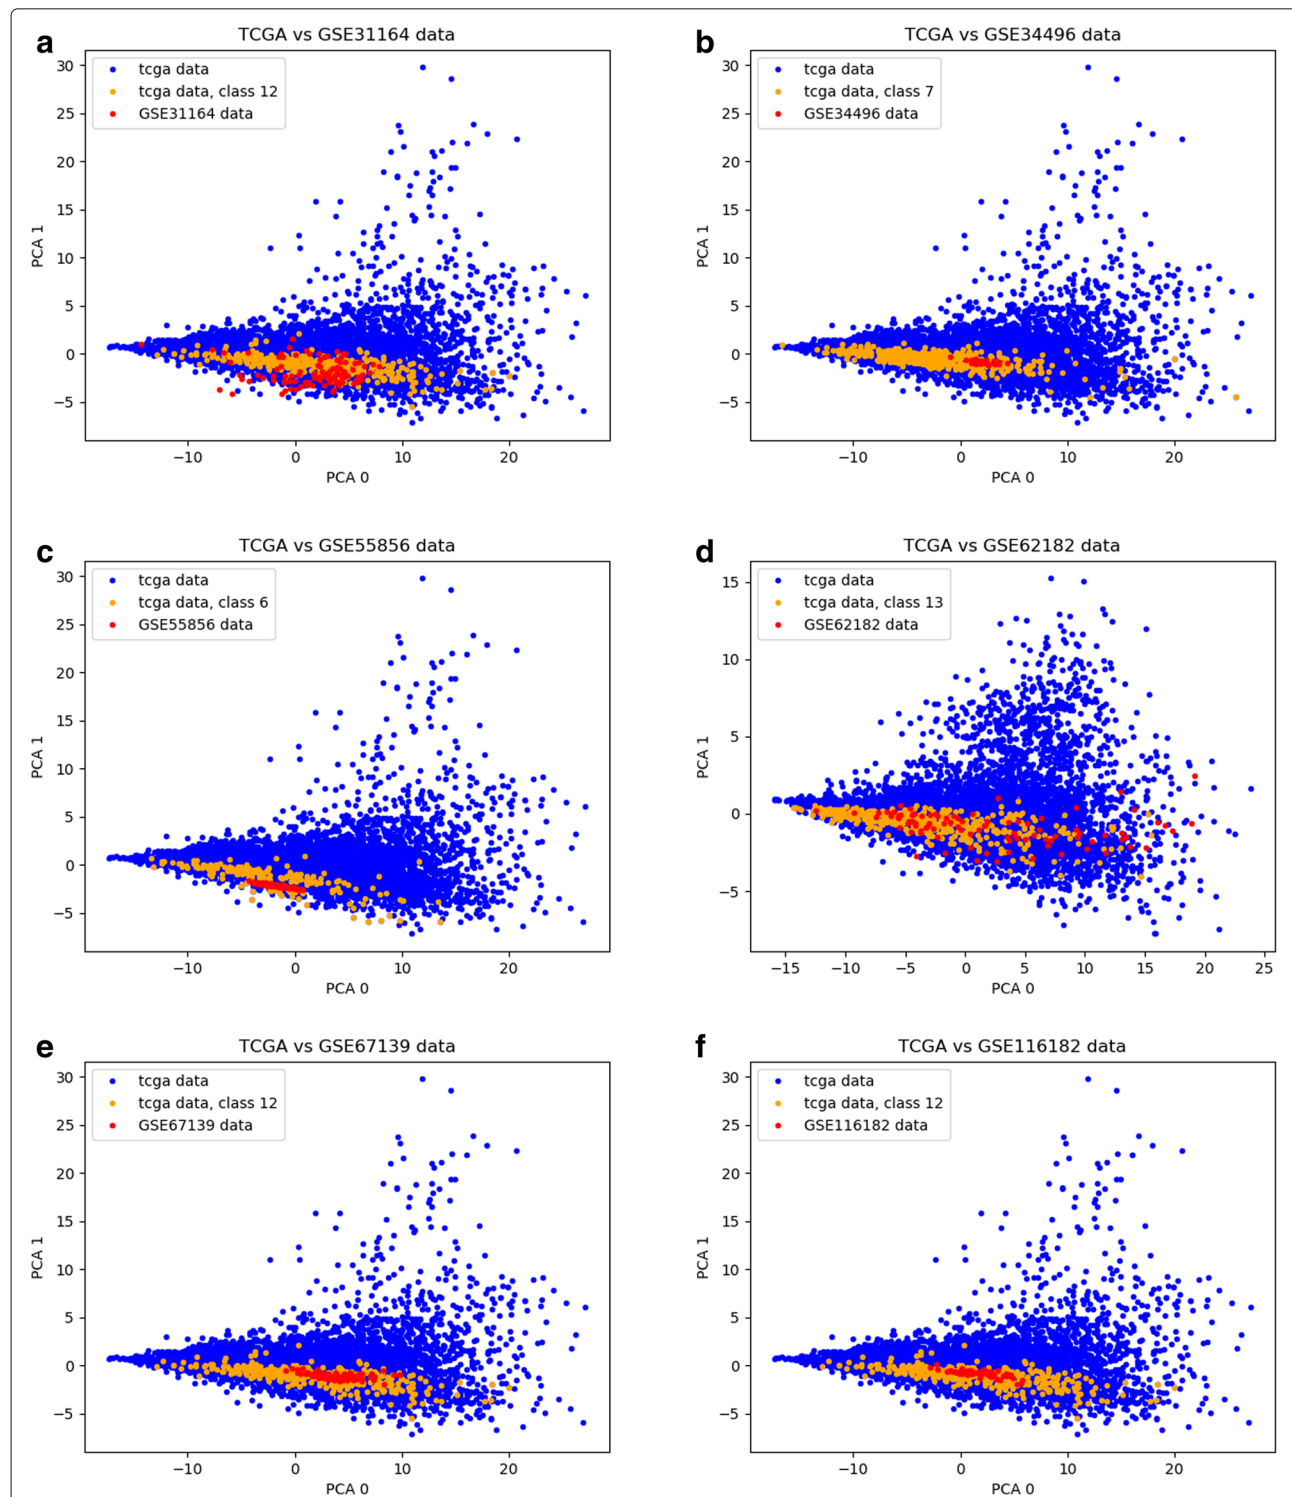 a
TCGA vs GSE31164 data
tcga data
tcga data, class 12
GSE31164 data
30
25
20
15
10
5
0
−5
PCA 1
−10 0 10 20
PCA 0
b
TCGA vs GSE34496 data
tcga data
tcga data, class 7
GSE34496 data
30
25
20
15
10
5
0
−5
PCA 1
−10 0 10 20
PCA 0
c
TCGA vs GSE55856 data
tcga data
tcga data, class 6
GSE55856 data
30
25
20
15
10
5
0
−5
PCA 1
−10 0 10 20
PCA 0
d
TCGA vs GSE62182 data
tcga data
tcga data, class 13
GSE62182 data
15
10
5
0
−5
PCA 1
−15 −10 −5 0 5 10 15 20 25
PCA 0
e
TCGA vs GSE67139 data
tcga data
tcga data, class 12
GSE67139 data
30
25
20
15
10
5
0
−5
PCA 1
−10 0 10 20
PCA 0
f
TCGA vs GSE116182 data
tcga data
tcga data, class 12
GSE116182 data
30
25
20
15
10
5
0
−5
PCA 1
−10 0 10 20
PCA 0